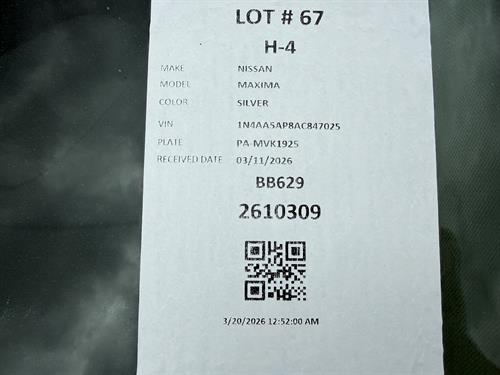 LOT # 67
H-4
MAKE NISSAN
MODEL MAXIMA
COLOR SILVER
VIN 1N4AA5AP8AC847025
PLATE PA-MVK1925
RECEIVED DATE 03/11/2026
BB629
2610309
3/20/2026 12:52:00 AM